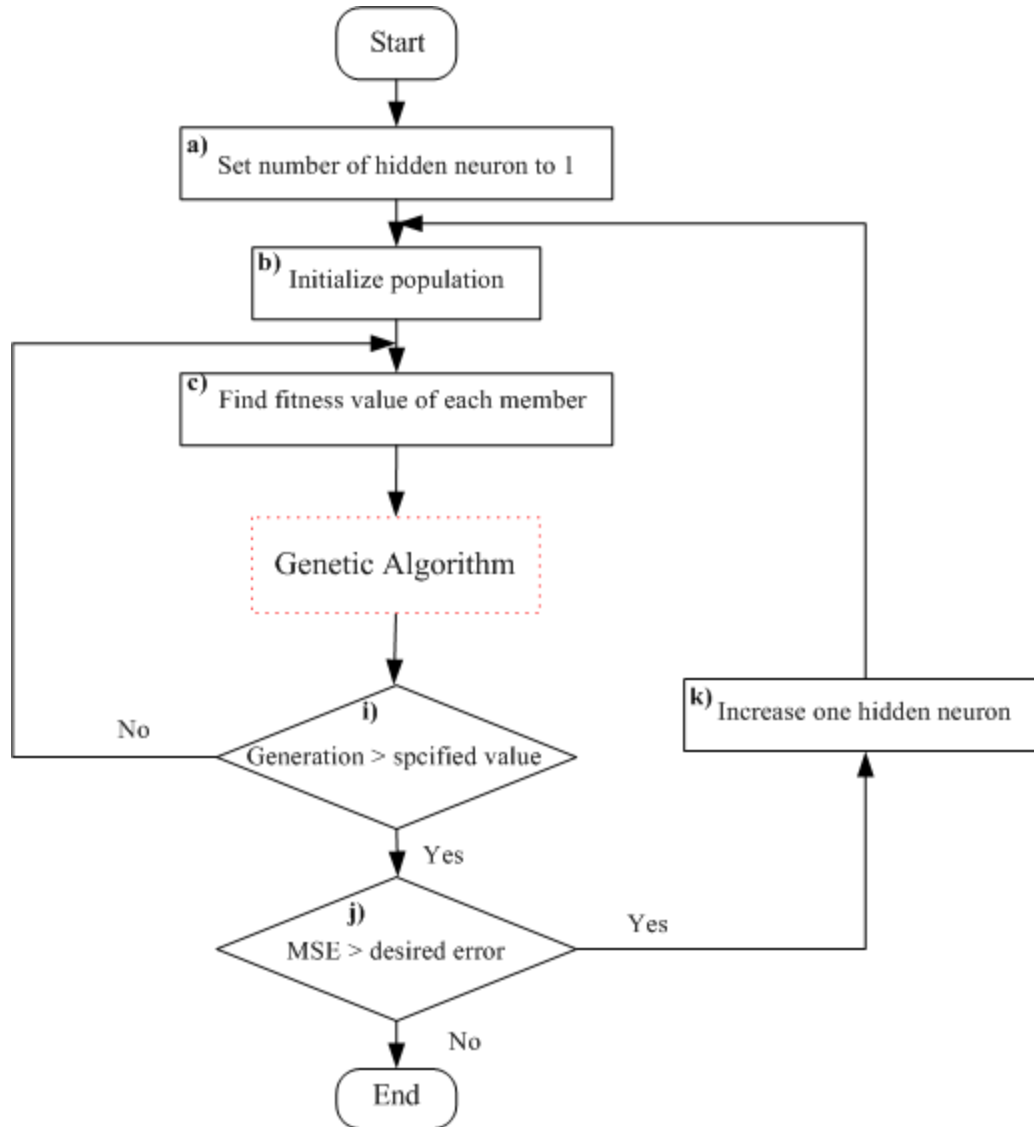 Start
a)
Set number of hidden neuron to 1
b)
Initialize population
c)
Find fitness value of each member
Genetic Algorithm
i)
Generation > spcified value
No
Yes
j)
MSE > desired error
Yes
k)
Increase one hidden neuron
No
End